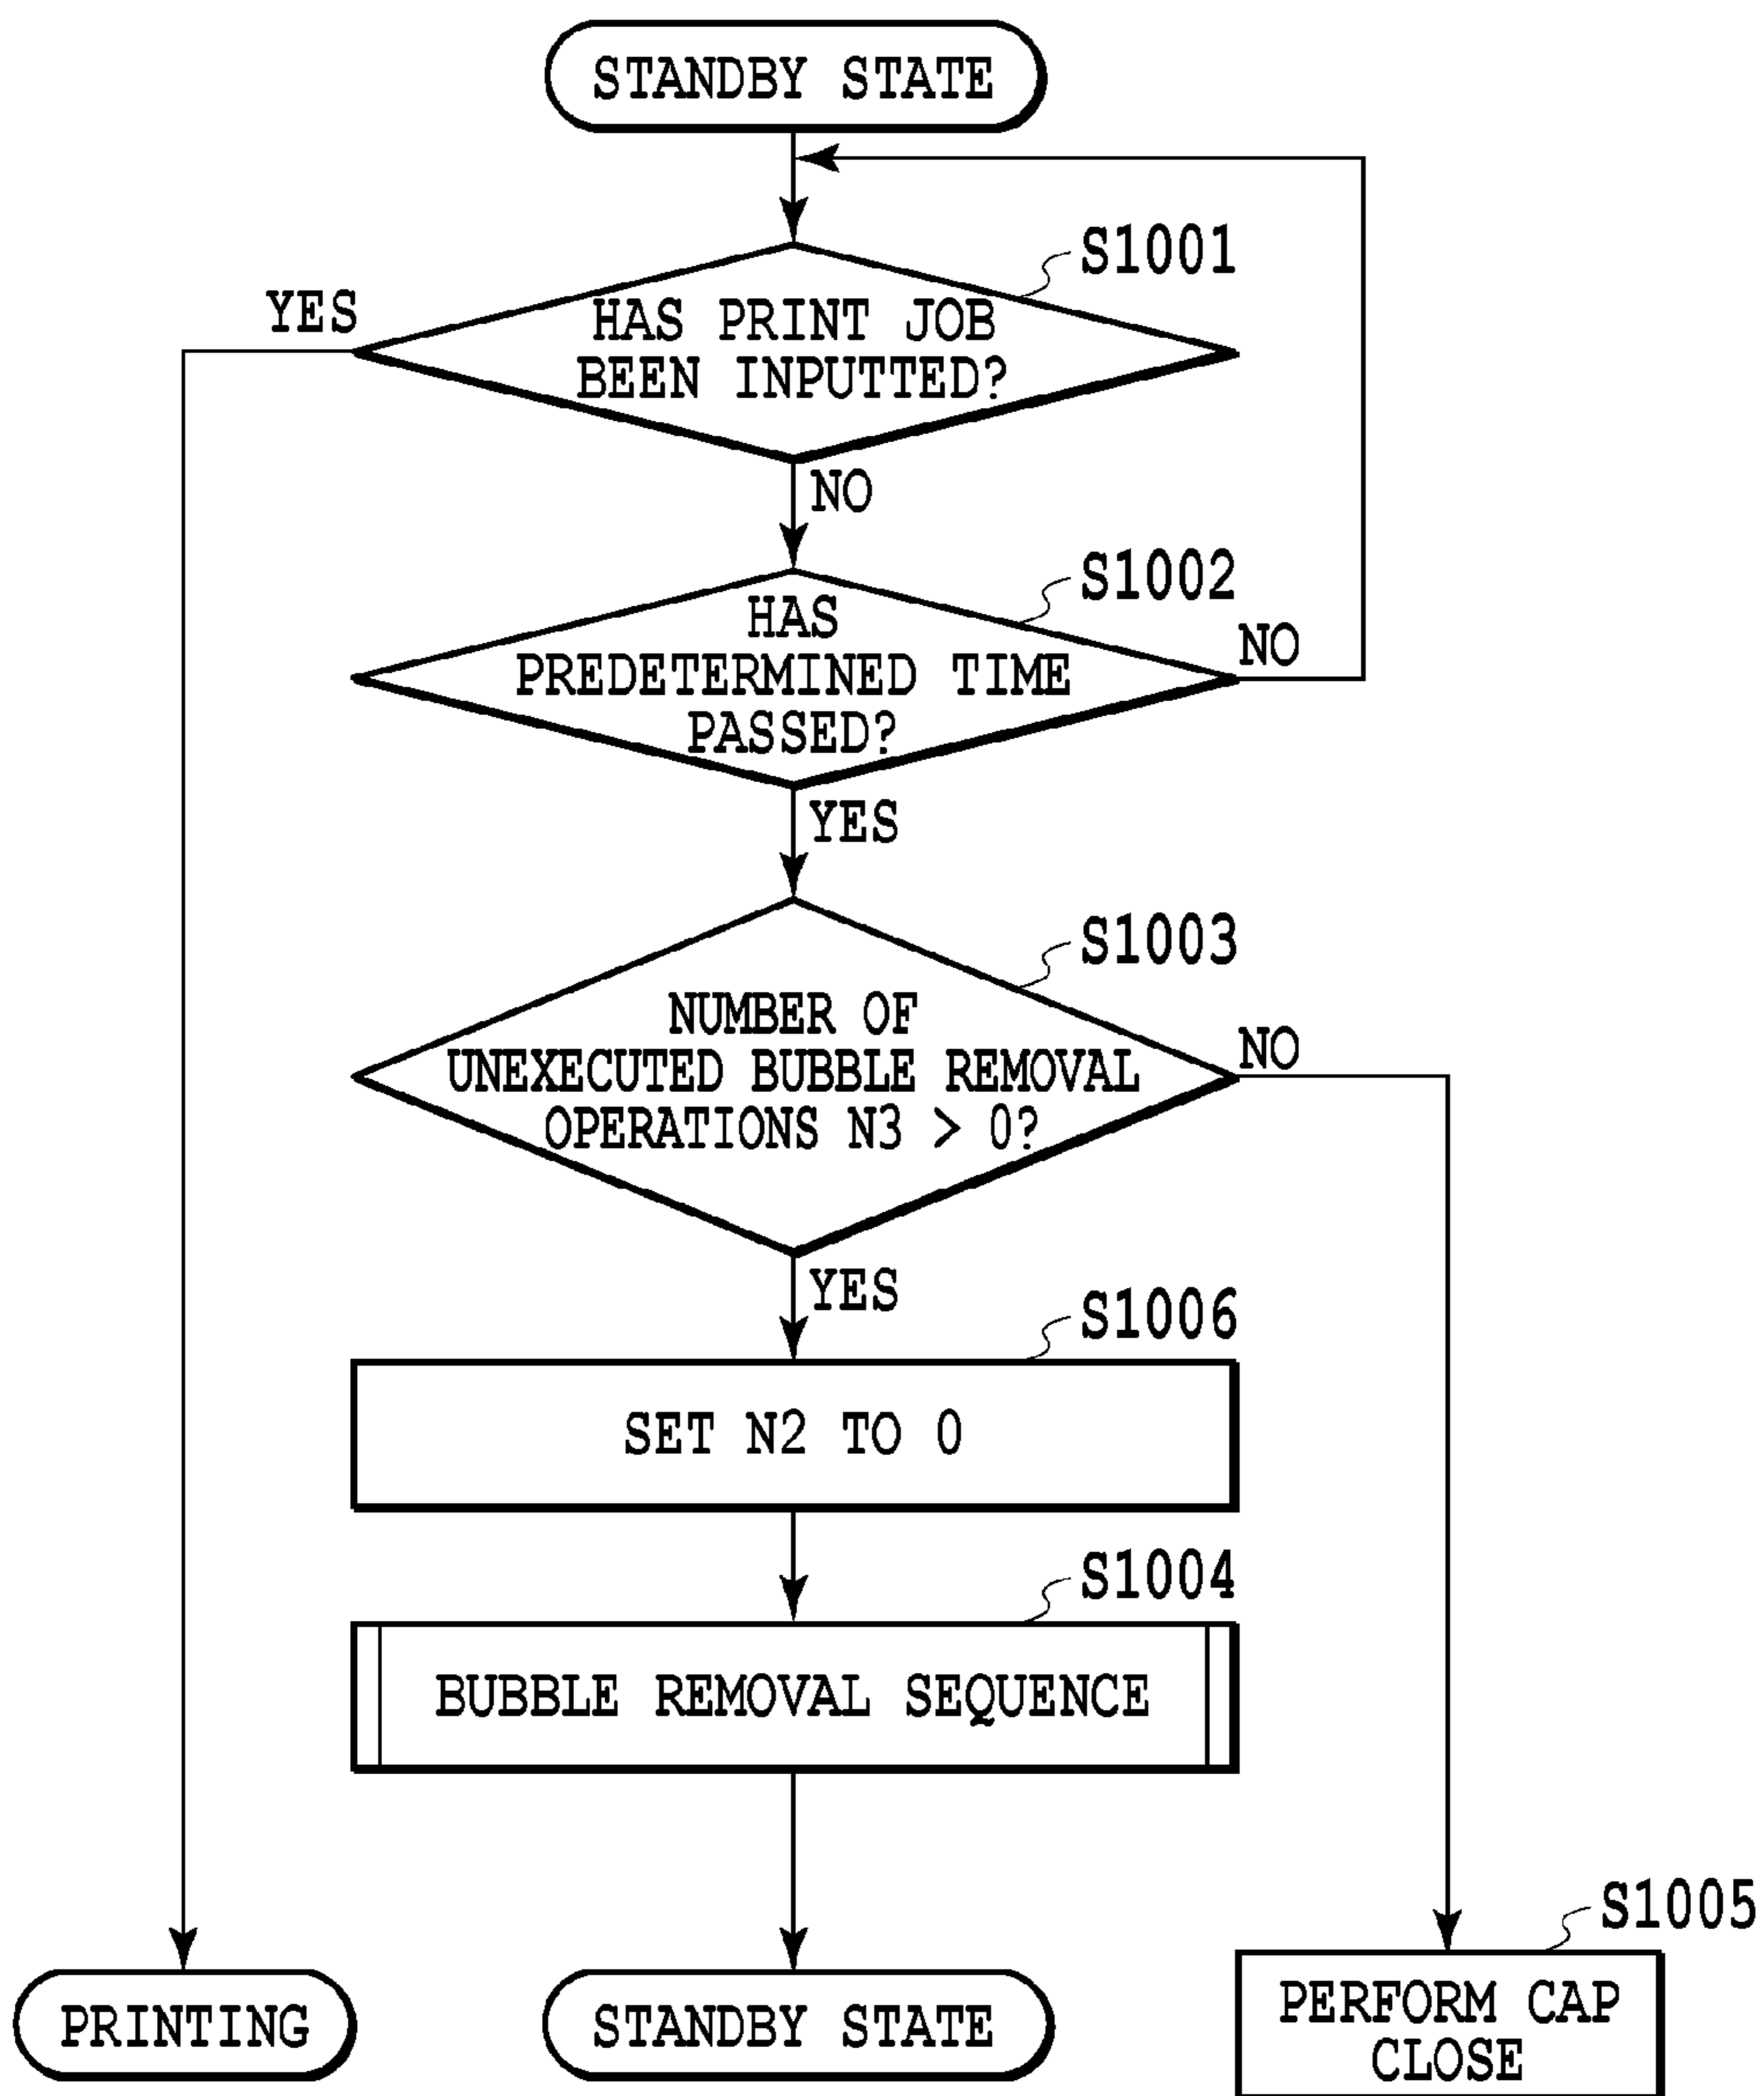 STANDBY STATE
S1001
YES
HAS PRINT JOB
BEEN INPUTTED?
NO
S1002
HAS
PREDETERMINED TIME
PASSED?
NO
YES
S1003
NUMBER OF
UNEXECUTED BUBBLE REMOVAL
OPERATIONS N3 > 0?
NO
YES
S1006
SET N2 TO 0
S1004
BUBBLE REMOVAL SEQUENCE
S1005
PRINTING
STANDBY STATE
PERFORM CAP
CLOSE